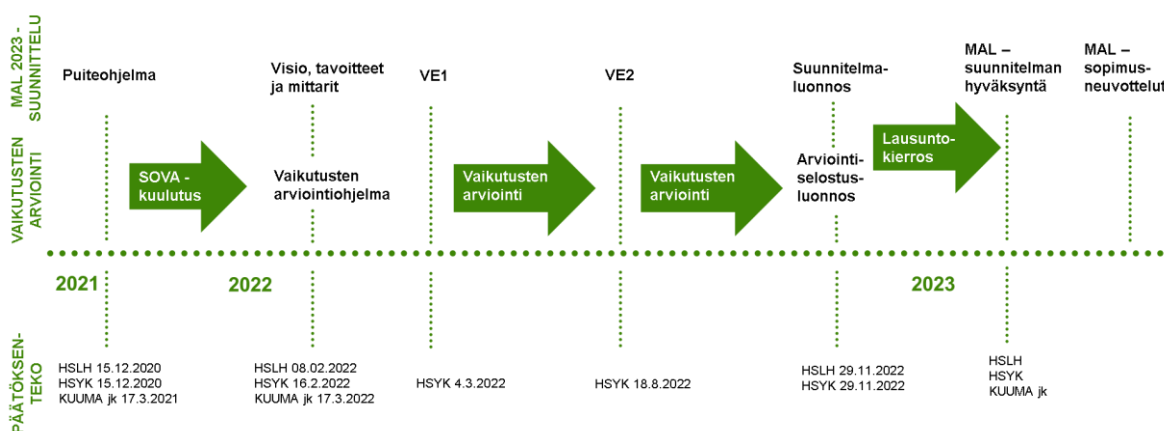 MAL 2023 -
SUUNNITTELU
Puiteohjelma
Visio, tavoitteet
ja mittarit
VE1
VE2
Suunnitelma-
luonnos
MAL –
suunnitelman
hyväksyntä
MAL –
sopimus-
neuvottelut
VAIKUTUSTEN
ARVIOINTI
SOVA -
kuulutus
Vaikutusten
arviointiohjelma
Vaikutusten
arviointi
Vaikutusten
arviointi
Arviointi-
selostus-
luonnos
Lausunto-
kierros
2021
2022
2023
PÄÄTÖKSEN-
TEKO
HSLH 15.12.2020
HSYK 15.12.2020
KUUMA jk 17.3.2021
HSLH 08.02.2022
HSYK 16.2.2022
KUUMA jk 17.3.2022
HSYK 4.3.2022
HSYK 18.8.2022
HSLH 29.11.2022
HSYK 29.11.2022
HSLH
HSYK
KUUMA jk